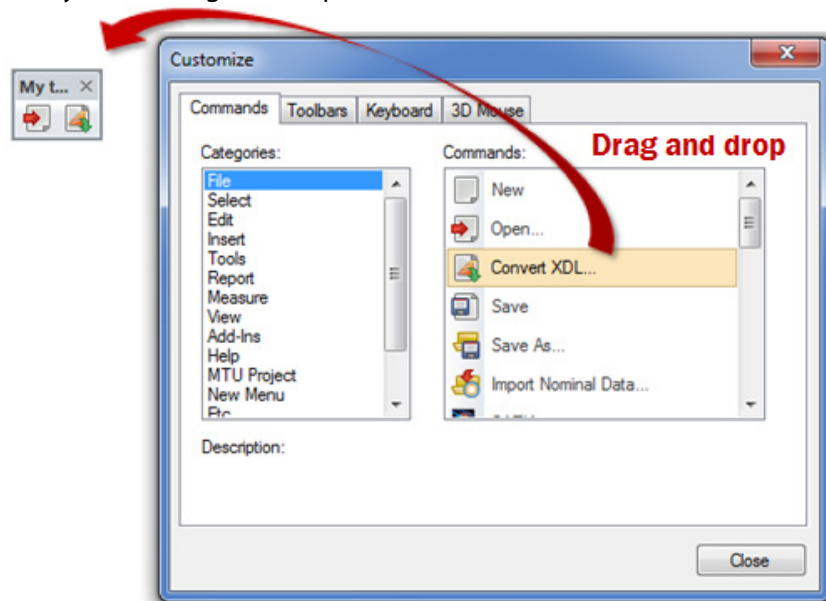 Customize
My t...
Commands
Toolbars
Keyboard
3D Mouse
Drag and drop
Categories:
Commands:
File
Select
Edit
Insert
Tools
Report
Measure
View
Add-Ins
Help
MTU Project
New Menu
Etc
New
Open...
Convert XDL...
Save
Save As...
Import Nominal Data...
Description:
Close